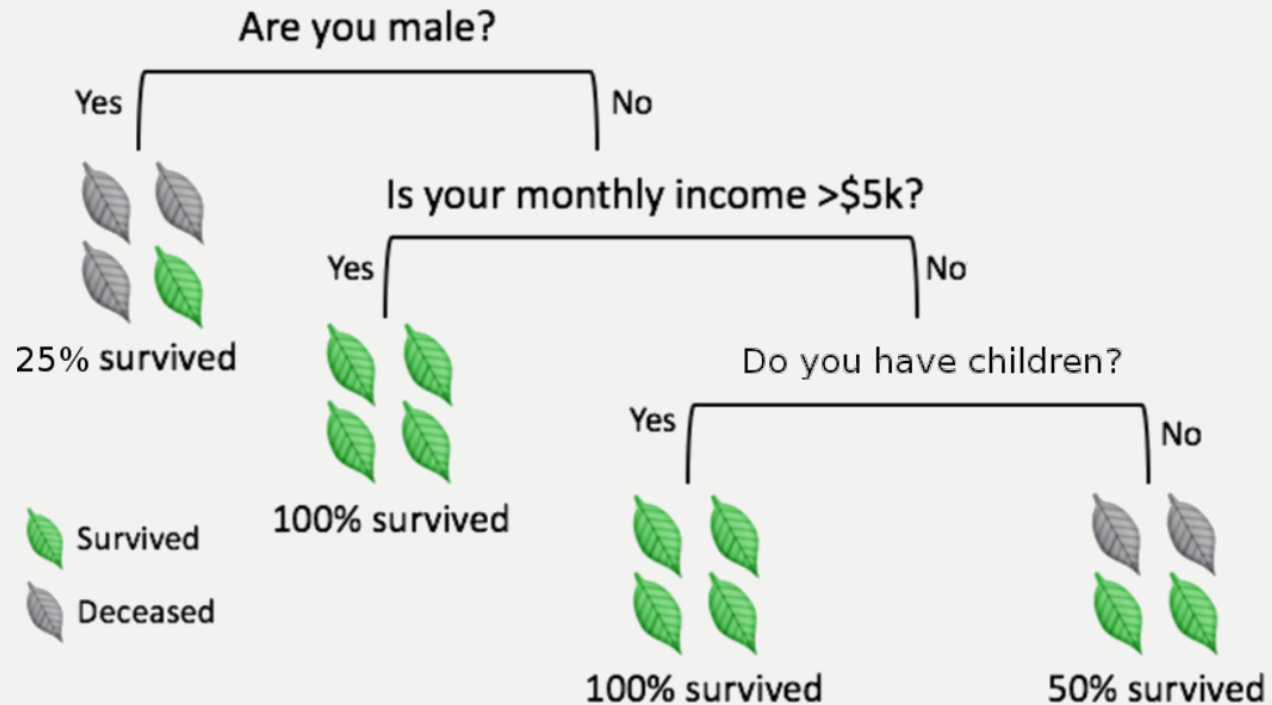 Are you male?
Yes
No
Is your monthly income >$5k?
Yes
No
25% survived
Do you have children?
Yes
No
100% survived
Survived
Deceased
100% survived
50% survived